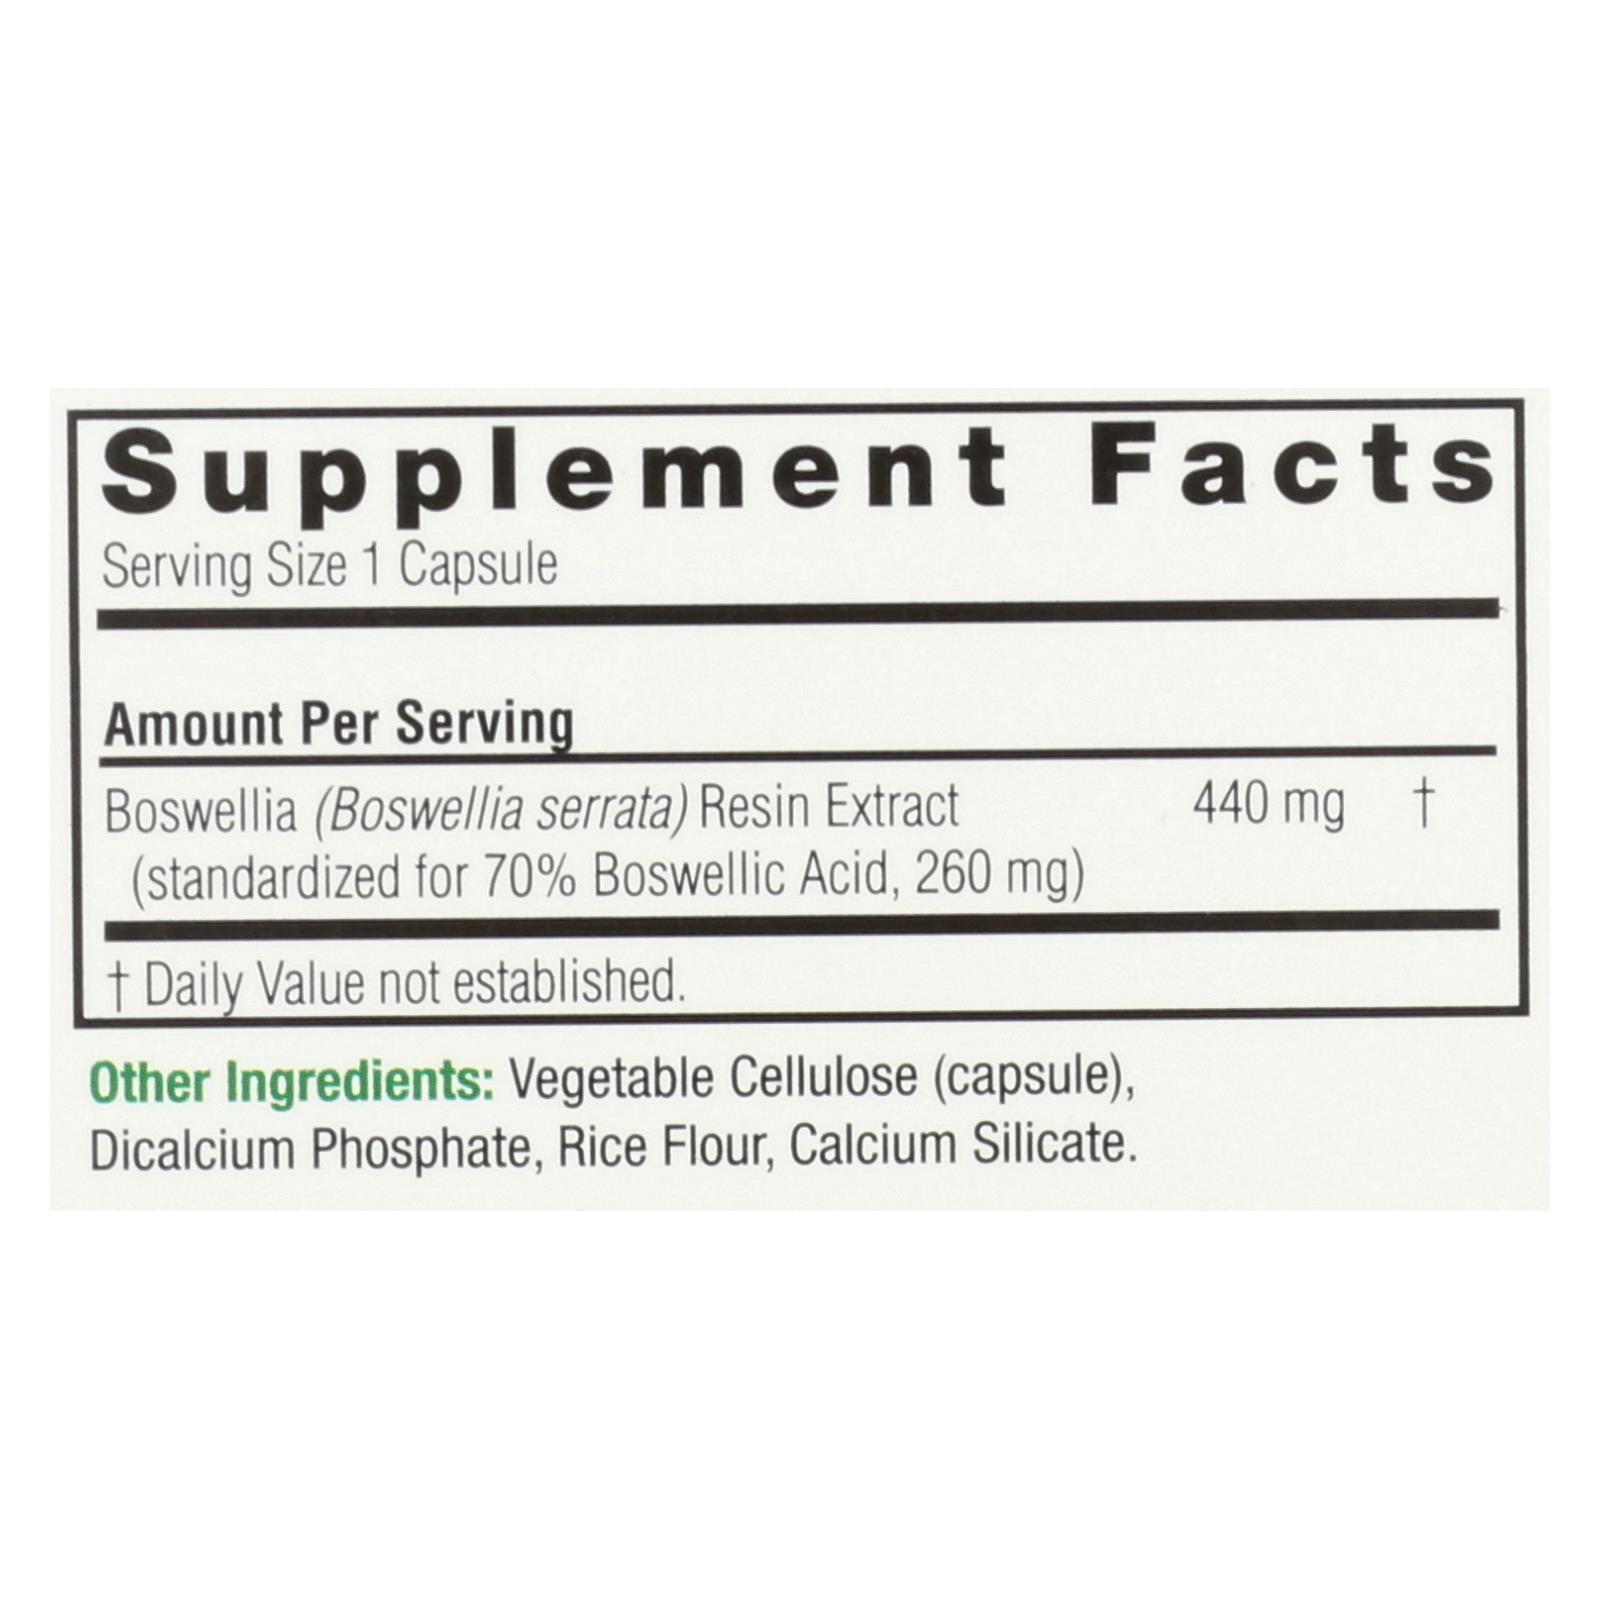 Supplement Facts
Serving Size 1 Capsule
Amount Per Serving
Boswellia (Boswellia serrata) Resin Extract 440 mg †
(standardized for 70% Boswellic Acid, 260 mg)
† Daily Value not established.
Other Ingredients: Vegetable Cellulose (capsule),
Dicalcium Phosphate, Rice Flour, Calcium Silicate.